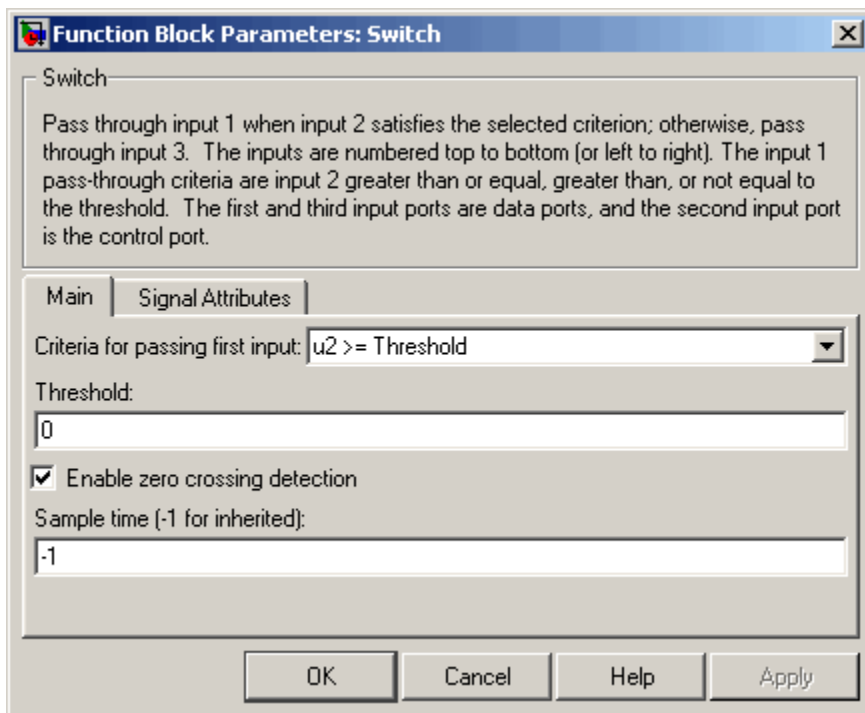 Function Block Parameters: Switch
Switch
Pass through input 1 when input 2 satisfies the selected criterion; otherwise, pass
through input 3.  The inputs are numbered top to bottom (or left to right). The input 1
pass-through criteria are input 2 greater than or equal, greater than, or not equal to
the threshold.  The first and third input ports are data ports, and the second input port
is the control port.
Main
Signal Attributes
Criteria for passing first input: u2 >= Threshold
Threshold:
0
Enable zero crossing detection
Sample time (-1 for inherited):
-1
OK
Cancel
Help
Apply